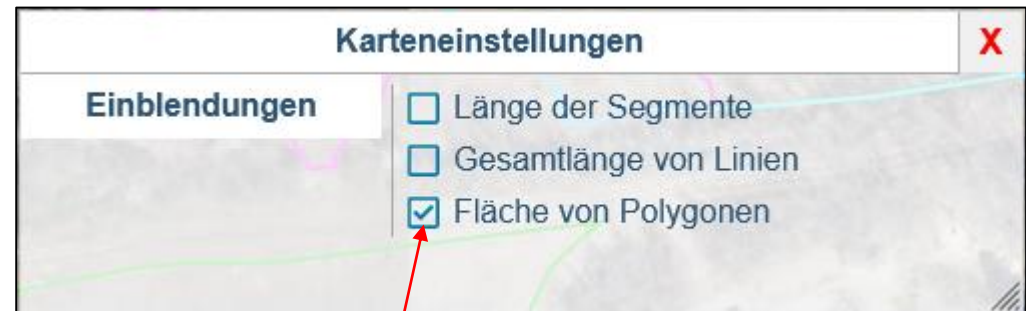 Karteneinstellungen X
Einblendungen
Länge der Segmente
Gesamtlänge von Linien
Fläche von Polygonen